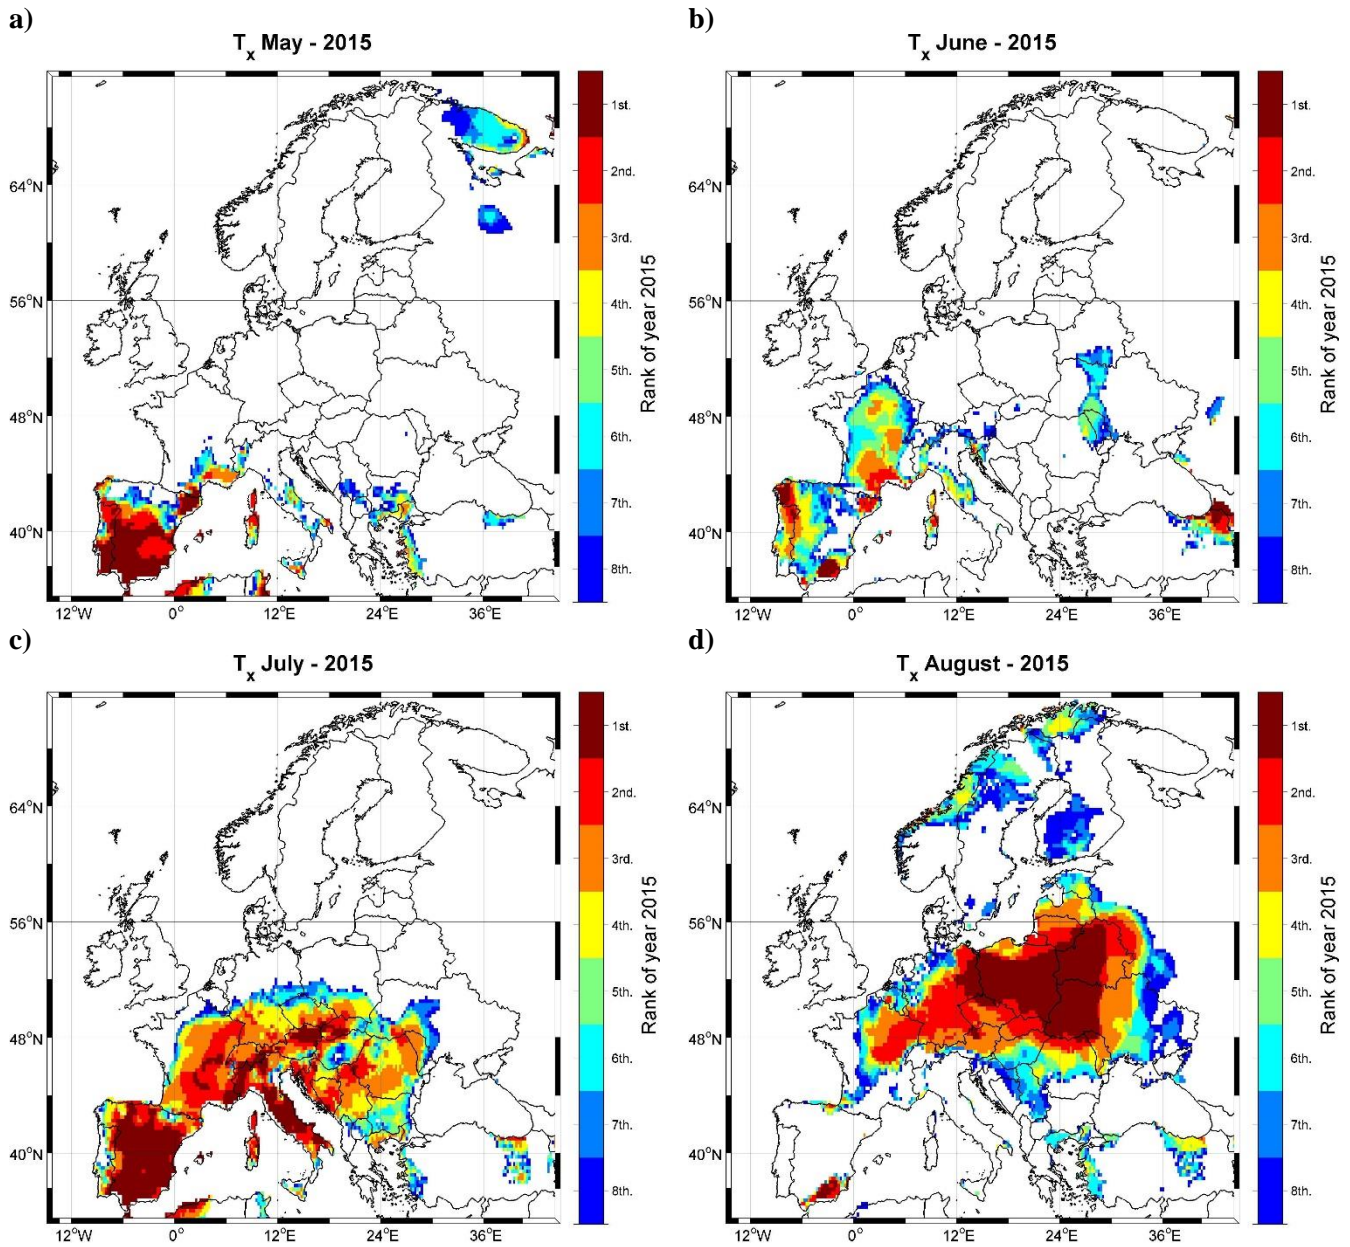 a)
Tx May - 2015
64°N
56°N
48°N
40°N
12°W
0°
12°E
24°E
36°E
1st.
2nd.
3rd.
4th.
5th.
6th.
7th.
8th.
Rank of year 2015
b)
Tx June - 2015
64°N
56°N
48°N
40°N
12°W
0°
12°E
24°E
36°E
1st.
2nd.
3rd.
4th.
5th.
6th.
7th.
8th.
Rank of year 2015
c)
Tx July - 2015
64°N
56°N
48°N
40°N
12°W
0°
12°E
24°E
36°E
1st.
2nd.
3rd.
4th.
5th.
6th.
7th.
8th.
Rank of year 2015
d)
Tx August - 2015
64°N
56°N
48°N
40°N
12°W
0°
12°E
24°E
36°E
1st.
2nd.
3rd.
4th.
5th.
6th.
7th.
8th.
Rank of year 2015